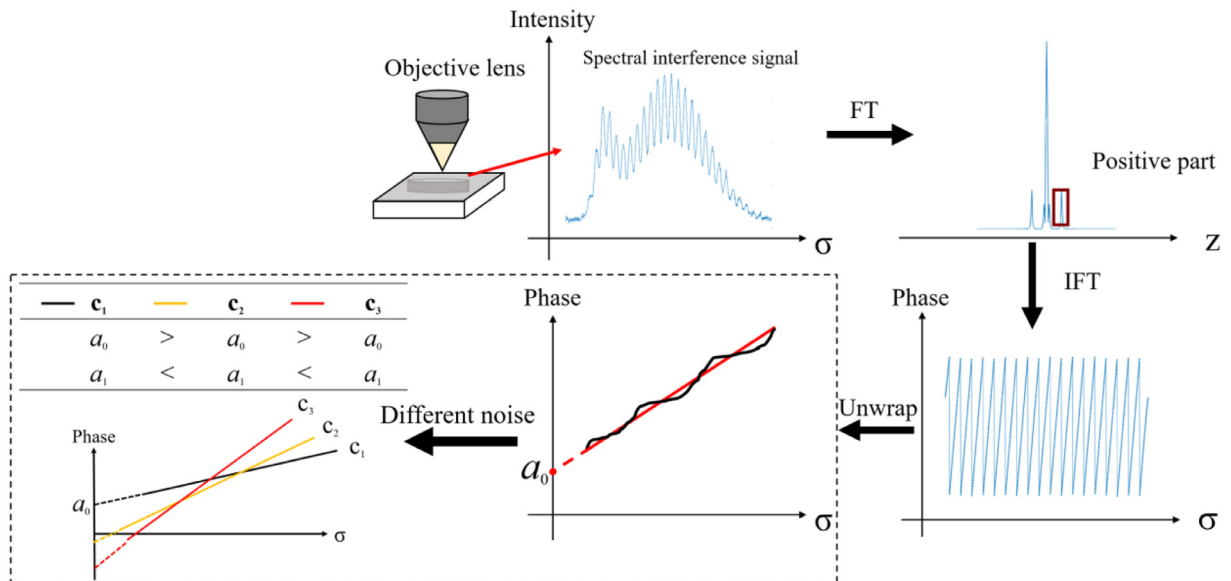 Intensity
Objective lens
Spectral interference signal
FT
Positive part
σ
z
IFT
c₁ c₂ c₃
a₀ > a₀ > a₀
a₁ < a₁ < a₁
Phase
a₀
σ
Unwrap
Phase
σ
Different noise
Phase
a₀
c₃
c₂
c₁
σ